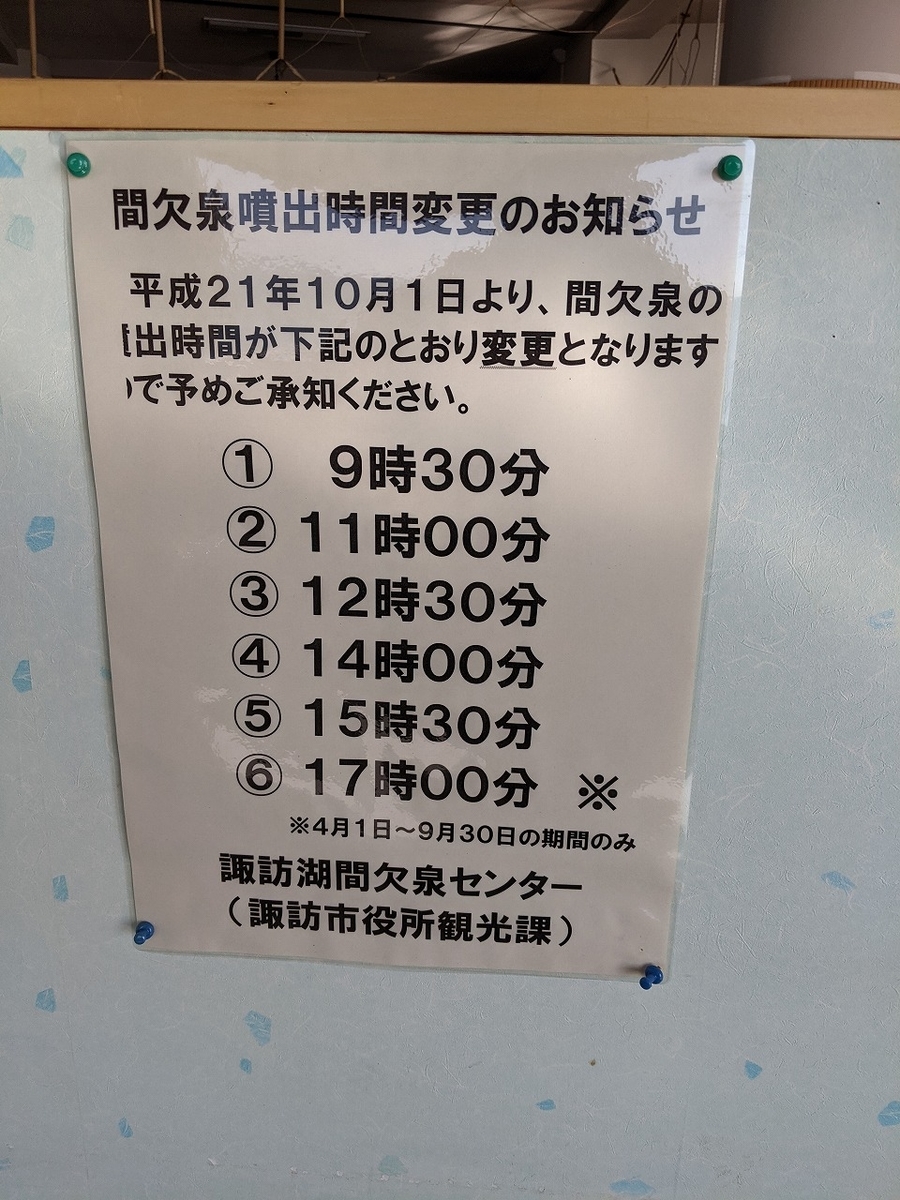 間欠泉噴出時間変更のお知らせ
平成21年10月1日より、間欠泉の
出時間が下記のとおり変更となります
で予めご承知ください。
① 9時30分
② 11時00分
③ 12時30分
④ 14時00分
⑤ 15時30分
⑥ 17時00分 ※
※4月1日～9月30日の期間のみ
諏訪湖間欠泉センター
（諏訪市役所観光課）